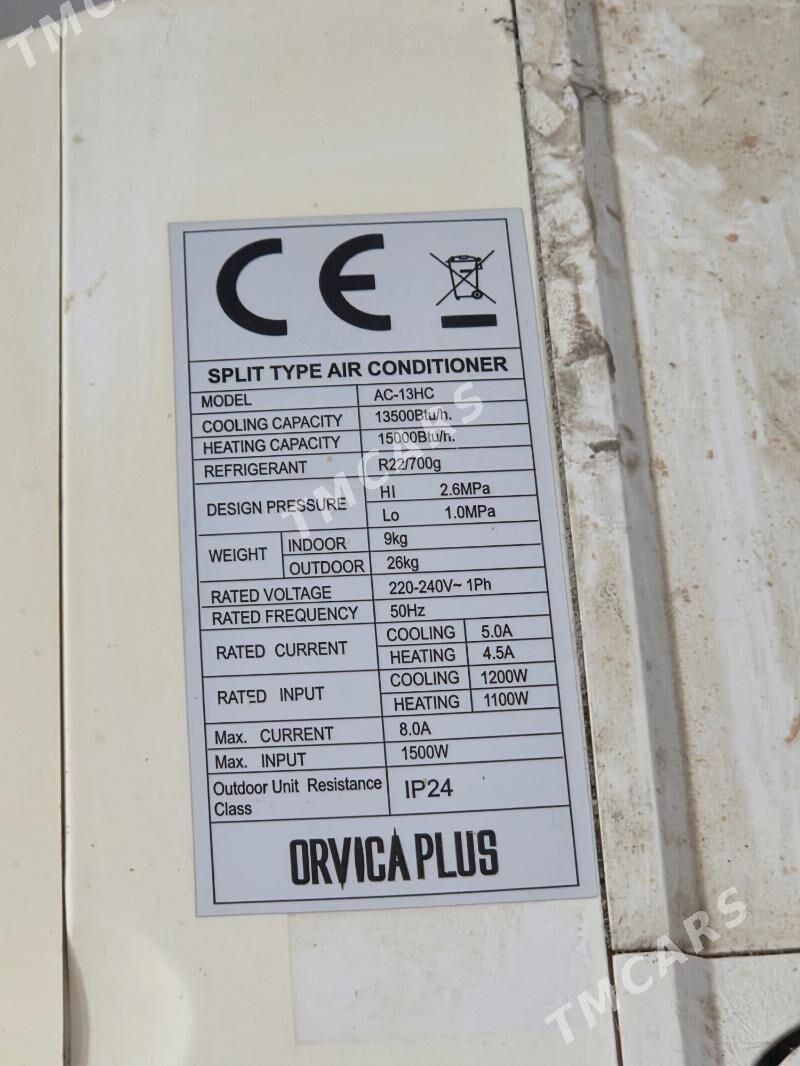 TMCARS
CE
SPLIT TYPE AIR CONDITIONER
MODEL AC-13HC
COOLING CAPACITY 13500Btu/h.
HEATING CAPACITY 15000Btu/h.
REFRIGERANT R22/700g
DESIGN PRESSURE HI 2.6MPa
Lo 1.0MPa
WEIGHT INDOOR 9kg
OUTDOOR 26kg
RATED VOLTAGE 220-240V~ 1Ph
RATED FREQUENCY 50Hz
RATED CURRENT COOLING 5.0A
HEATING 4.5A
RATED INPUT COOLING 1200W
HEATING 1100W
Max. CURRENT 8.0A
Max. INPUT 1500W
Outdoor Unit Resistance Class IP24
ORVICA PLUS
TMCARS
TMCARS